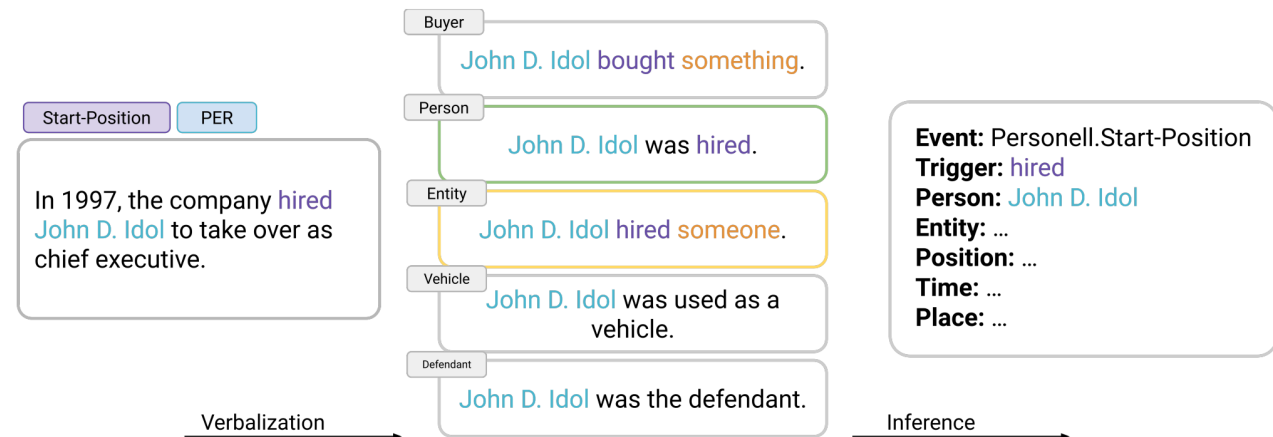 Start-Position
PER
In 1997, the company hired
John D. Idol to take over as
chief executive.
Buyer
John D. Idol bought something.
Person
John D. Idol was hired.
Entity
John D. Idol hired someone.
Vehicle
John D. Idol was used as a
vehicle.
Defendant
John D. Idol was the defendant.
Event: Personell.Start-Position
Trigger: hired
Person: John D. Idol
Entity: ...
Position: ...
Time: ...
Place: ...
Verbalization
Inference